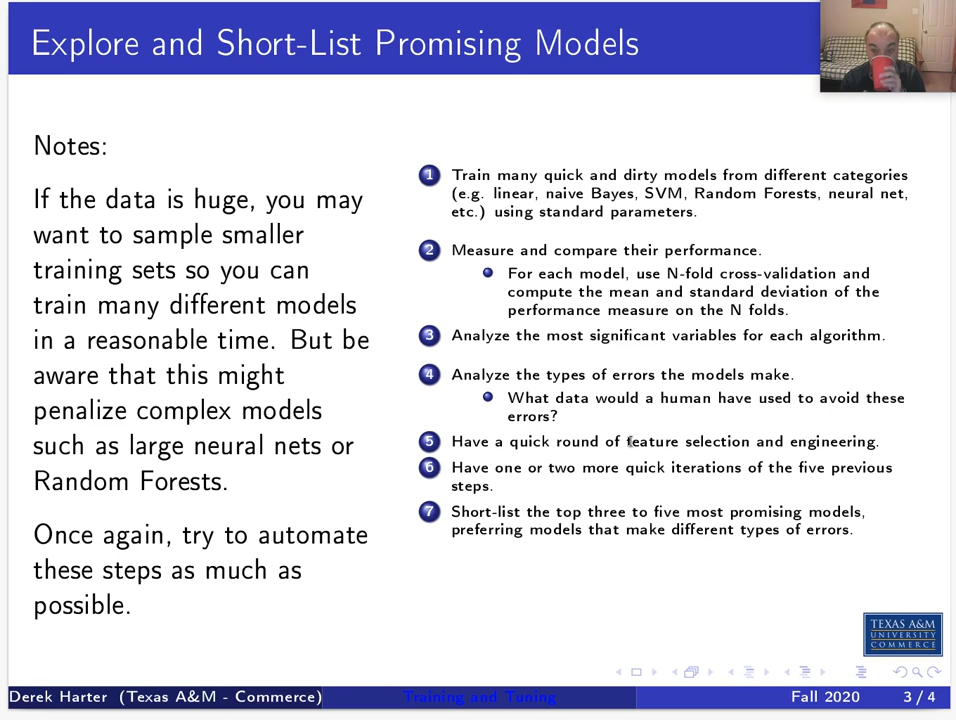 Explore and Short-List Promising Models
Notes:
If the data is huge, you may
want to sample smaller
training sets so you can
train many different models
in a reasonable time. But be
aware that this might
penalize complex models
such as large neural nets or
Random Forests.
Once again, try to automate
these steps as much as
possible.
1 Train many quick and dirty models from different categories
(e.g. linear, naive Bayes, SVM, Random Forests, neural net,
etc.) using standard parameters.
2 Measure and compare their performance.
For each model, use N-fold cross-validation and
compute the mean and standard deviation of the
performance measure on the N folds.
3 Analyze the most significant variables for each algorithm.
4 Analyze the types of errors the models make.
What data would a human have used to avoid these
errors?
5 Have a quick round of feature selection and engineering.
6 Have one or two more quick iterations of the five previous
steps.
7 Short-list the top three to five most promising models,
preferring models that make different types of errors.
TEXAS A&M
UNIVERSITY
COMMERCE
Derek Harter (Texas A&M - Commerce) Training and Tuning Fall 2020 3 / 4